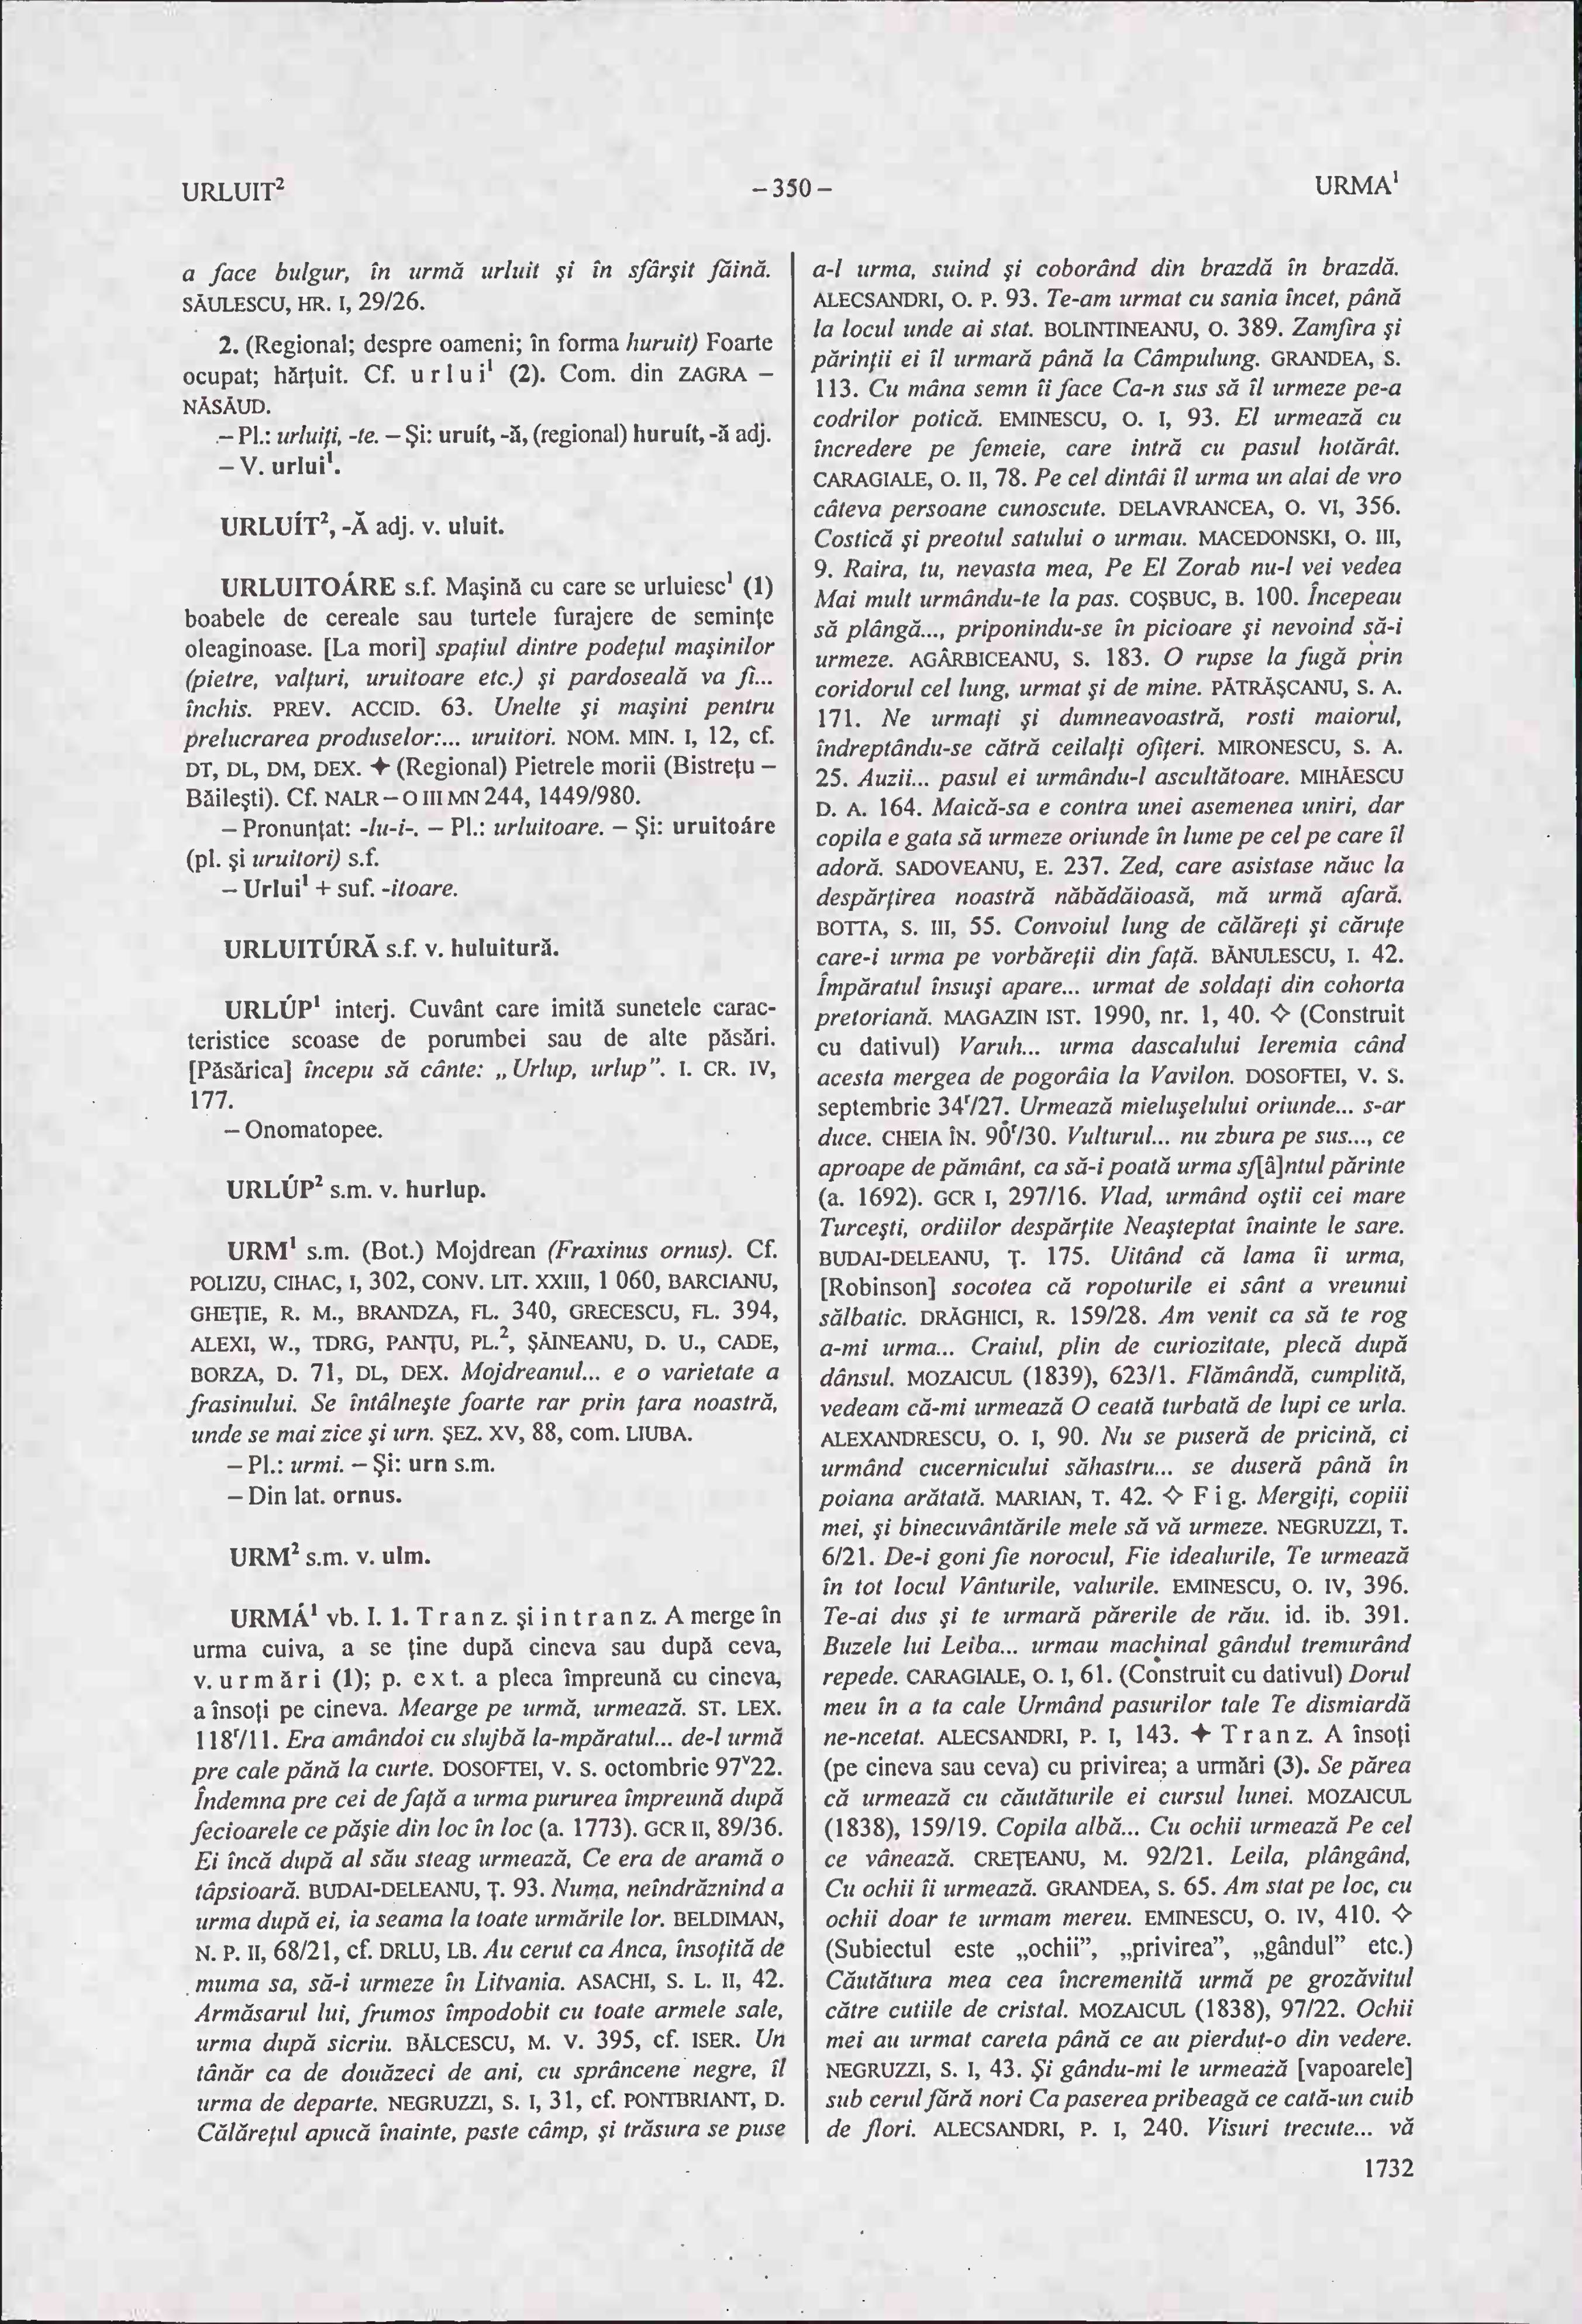 URLUIT²
–350–
URMA¹
a face bulgur, în urmă urluit şi în sfârşit făină.
SĂULESCU, HR. I, 29/26.
2. (Regional; despre oameni; în forma huruit) Foarte
ocupat; hărţuit. Cf. urlui¹ (2). Com. din ZAGRA –
NĂSĂUD.
– Pl.: urluiţi, -te. – Şi: uruít, -ă, (regional) huruít, -ă adj.
– V. urlui¹.
URLUÍT², -Ă adj. v. uluit.
URLUITOÁRE s.f. Maşină cu care se urluiesc¹ (1)
boabele de cereale sau turtele furajere de seminţe
oleaginoase. [La mori] spaţiul dintre podeţul maşinilor
(pietre, valţuri, uruitoare etc.) şi pardoseală va fi...
închis. PREV. ACCID. 63. Unelte şi maşini pentru
prelucrarea produselor:... uruitori. NOM. MIN. I, 12, cf.
DT, DL, DM, DEX. ✦ (Regional) Pietrele morii (Bistreţu –
Băileşti). Cf. NALR – O III MN 244, 1449/980.
– Pronunţat: -lu-i-. – Pl.: urluitoare. – Şi: uruitoáre
(pl. şi uruitori) s.f.
– Urlui¹ + suf. -itoare.
URLUITÚRĂ s.f. v. huluitură.
URLÚP¹ interj. Cuvânt care imită sunetele carac-
teristice scoase de porumbei sau de alte păsări.
[Păsărica] începu să cânte: „Urlup, urlup”. I. CR. IV,
177.
– Onomatopee.
URLÚP² s.m. v. hurlup.
URM¹ s.m. (Bot.) Mojdrean (Fraxinus ornus). Cf.
POLIZU, CIHAC, I, 302, CONV. LIT. XXIII, 1 060, BARCIANU,
GHEŢIE, R. M., BRANDZA, FL. 340, GRECESCU, FL. 394,
ALEXI, W., TDRG, PANŢU, PL.², ŞĂINEANU, D. U., CADE,
BORZA, D. 71, DL, DEX. Mojdreanul... e o varietate a
frasinului. Se întâlneşte foarte rar prin ţara noastră,
unde se mai zice şi urn. ŞEZ. XV, 88, com. LIUBA.
– Pl.: urmi. – Şi: urn s.m.
– Din lat. ornus.
URM² s.m. v. ulm.
URMÁ¹ vb. I. 1. Tranz. şi intranz. A merge în
urma cuiva, a se ţine după cineva sau după ceva,
v. urmări (1); p. ext. a pleca împreună cu cineva,
a însoţi pe cineva. Mearge pe urmă, urmează. ST. LEX.
118ʳ/11. Era amândoi cu slujbă la-mpăratul... de-l urmă
pre cale până la curte. DOSOFTEI, V. S. octombrie 97ᵛ22.
Îndemna pre cei de faţă a urma pururea împreună după
fecioarele ce păşie din loc în loc (a. 1773). GCR II, 89/36.
Ei încă după al său steag urmează, Ce era de aramă o
tâpsioară. BUDAI-DELEANU, Ţ. 93. Numa, neîndrăznind a
urma după ei, ia seama la toate urmările lor. BELDIMAN,
N. P. II, 68/21, cf. DRLU, LB. Au cerut ca Anca, însoţită de
muma sa, să-i urmeze în Litvania. ASACHI, S. L. II, 42.
Armăsarul lui, frumos împodobit cu toate armele sale,
urma după sicriu. BĂLCESCU, M. V. 395, cf. ISER. Un
tânăr ca de douăzeci de ani, cu sprâncene negre, îl
urma de departe. NEGRUZZI, S. I, 31, cf. PONTBRIANT, D.
Călăreţul apucă înainte, peste câmp, şi trăsura se puse
a-l urma, suind şi coborând din brazdă în brazdă.
ALECSANDRI, O. P. 93. Te-am urmat cu sania încet, până
la locul unde ai stat. BOLINTINEANU, O. 389. Zamfira şi
părinţii ei îl urmară până la Câmpulung. GRANDEA, S.
113. Cu mâna semn îi face Ca-n sus să îl urmeze pe-a
codrilor potică. EMINESCU, O. I, 93. El urmează cu
încredere pe femeie, care intră cu pasul hotărât.
CARAGIALE, O. II, 78. Pe cel dintâi îl urma un alai de vro
câteva persoane cunoscute. DELAVRANCEA, O. VI, 356.
Costică şi preotul satului o urmau. MACEDONSKI, O. III,
9. Raira, tu, nevasta mea, Pe El Zorab nu-l vei vedea
Mai mult urmându-te la pas. COŞBUC, B. 100. Începeau
să plângă..., priponindu-se în picioare şi nevoind să-i
urmeze. AGÂRBICEANU, S. 183. O rupse la fugă prin
coridorul cel lung, urmat şi de mine. PĂTRĂŞCANU, S. A.
171. Ne urmaţi şi dumneavoastră, rosti maiorul,
îndreptându-se cătră ceilalţi ofiţeri. MIRONESCU, S. A.
25. Auzii... pasul ei urmându-l ascultătoare. MIHĂESCU
D. A. 164. Maică-sa e contra unei asemenea uniri, dar
copila e gata să urmeze oriunde în lume pe cel pe care îl
adoră. SADOVEANU, E. 237. Zed, care asistase năuc la
despărţirea noastră năbădăioasă, mă urmă afară.
BOTTA, S. III, 55. Convoiul lung de călăreţi şi căruţe
care-i urma pe vorbăreţii din faţă. BĂNULESCU, I. 42.
Împăratul însuşi apare... urmat de soldaţi din cohorta
pretoriană. MAGAZIN IST. 1990, nr. 1, 40. ✧ (Construit
cu dativul) Varuh... urma dascalului Ieremia când
acesta mergea de pogorâia la Vavilon. DOSOFTEI, V. S.
septembrie 34ʳ/27. Urmează mieluşelului oriunde... s-ar
duce. CHEIA ÎN. 90ʳ/30. Vulturul... nu zbura pe sus..., ce
aproape de pământ, ca să-i poată urma sf[â]ntul părinte
(a. 1692). GCR I, 297/16. Vlad, urmând oştii cei mare
Turceşti, ordiilor despărţite Neaşteptat înainte le sare.
BUDAI-DELEANU, Ţ. 175. Uitând că lama îi urma,
[Robinson] socotea că ropoturile ei sânt a vreunui
sălbatic. DRĂGHICI, R. 159/28. Am venit ca să te rog
a-mi urma... Craiul, plin de curiozitate, plecă după
dânsul. MOZAICUL (1839), 623/1. Flămândă, cumplită,
vedeam că-mi urmează O ceată turbată de lupi ce urla.
ALEXANDRESCU, O. I, 90. Nu se puseră de pricină, ci
urmând cucernicului săhastru... se duseră până în
poiana arătată. MARIAN, T. 42. ✧ Fig. Mergiţi, copiii
mei, şi binecuvântările mele să vă urmeze. NEGRUZZI, T.
6/21. De-i goni fie norocul, Fie idealurile, Te urmează
în tot locul Vânturile, valurile. EMINESCU, O. IV, 396.
Te-ai dus şi te urmară părerile de rău. id. ib. 391.
Buzele lui Leiba... urmau machinal gândul tremurând
repede. CARAGIALE, O. I, 61. (Construit cu dativul) Dorul
meu în a ta cale Urmând pasurilor tale Te dismiardă
ne-ncetat. ALECSANDRI, P. I, 143. ✦ Tranz. A însoţi
(pe cineva sau ceva) cu privirea; a urmări (3). Se părea
că urmează cu căutăturile ei cursul lunei. MOZAICUL
(1838), 159/19. Copila albă... Cu ochii urmează Pe cel
ce vânează. CREŢEANU, M. 92/21. Leila, plângând,
Cu ochii îi urmează. GRANDEA, S. 65. Am stat pe loc, cu
ochii doar te urmam mereu. EMINESCU, O. IV, 410. ✧
(Subiectul este „ochii”, „privirea”, „gândul” etc.)
Căutătura mea cea încremenită urmă pe grozăvitul
către cutiile de cristal. MOZAICUL (1838), 97/22. Ochii
mei au urmat careta până ce au pierdut-o din vedere.
NEGRUZZI, S. I, 43. Şi gându-mi le urmează [vapoarele]
sub cerul fără nori Ca paserea pribeagă ce cată-un cuib
de flori. ALECSANDRI, P. I, 240. Visuri trecute... vă
1732